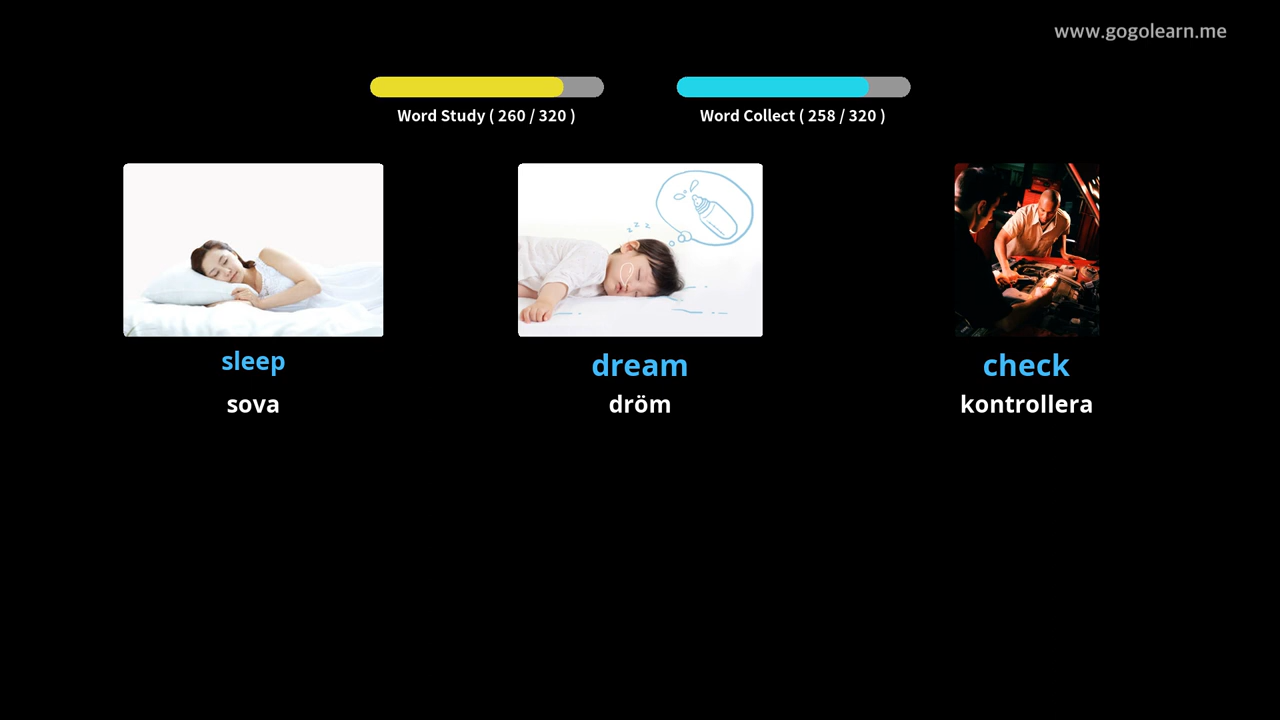 www.gogolearn.me
Word Study ( 260 / 320 )
Word Collect ( 258 / 320 )
z z z
sleep
dream
check
sova
dröm
kontrollera